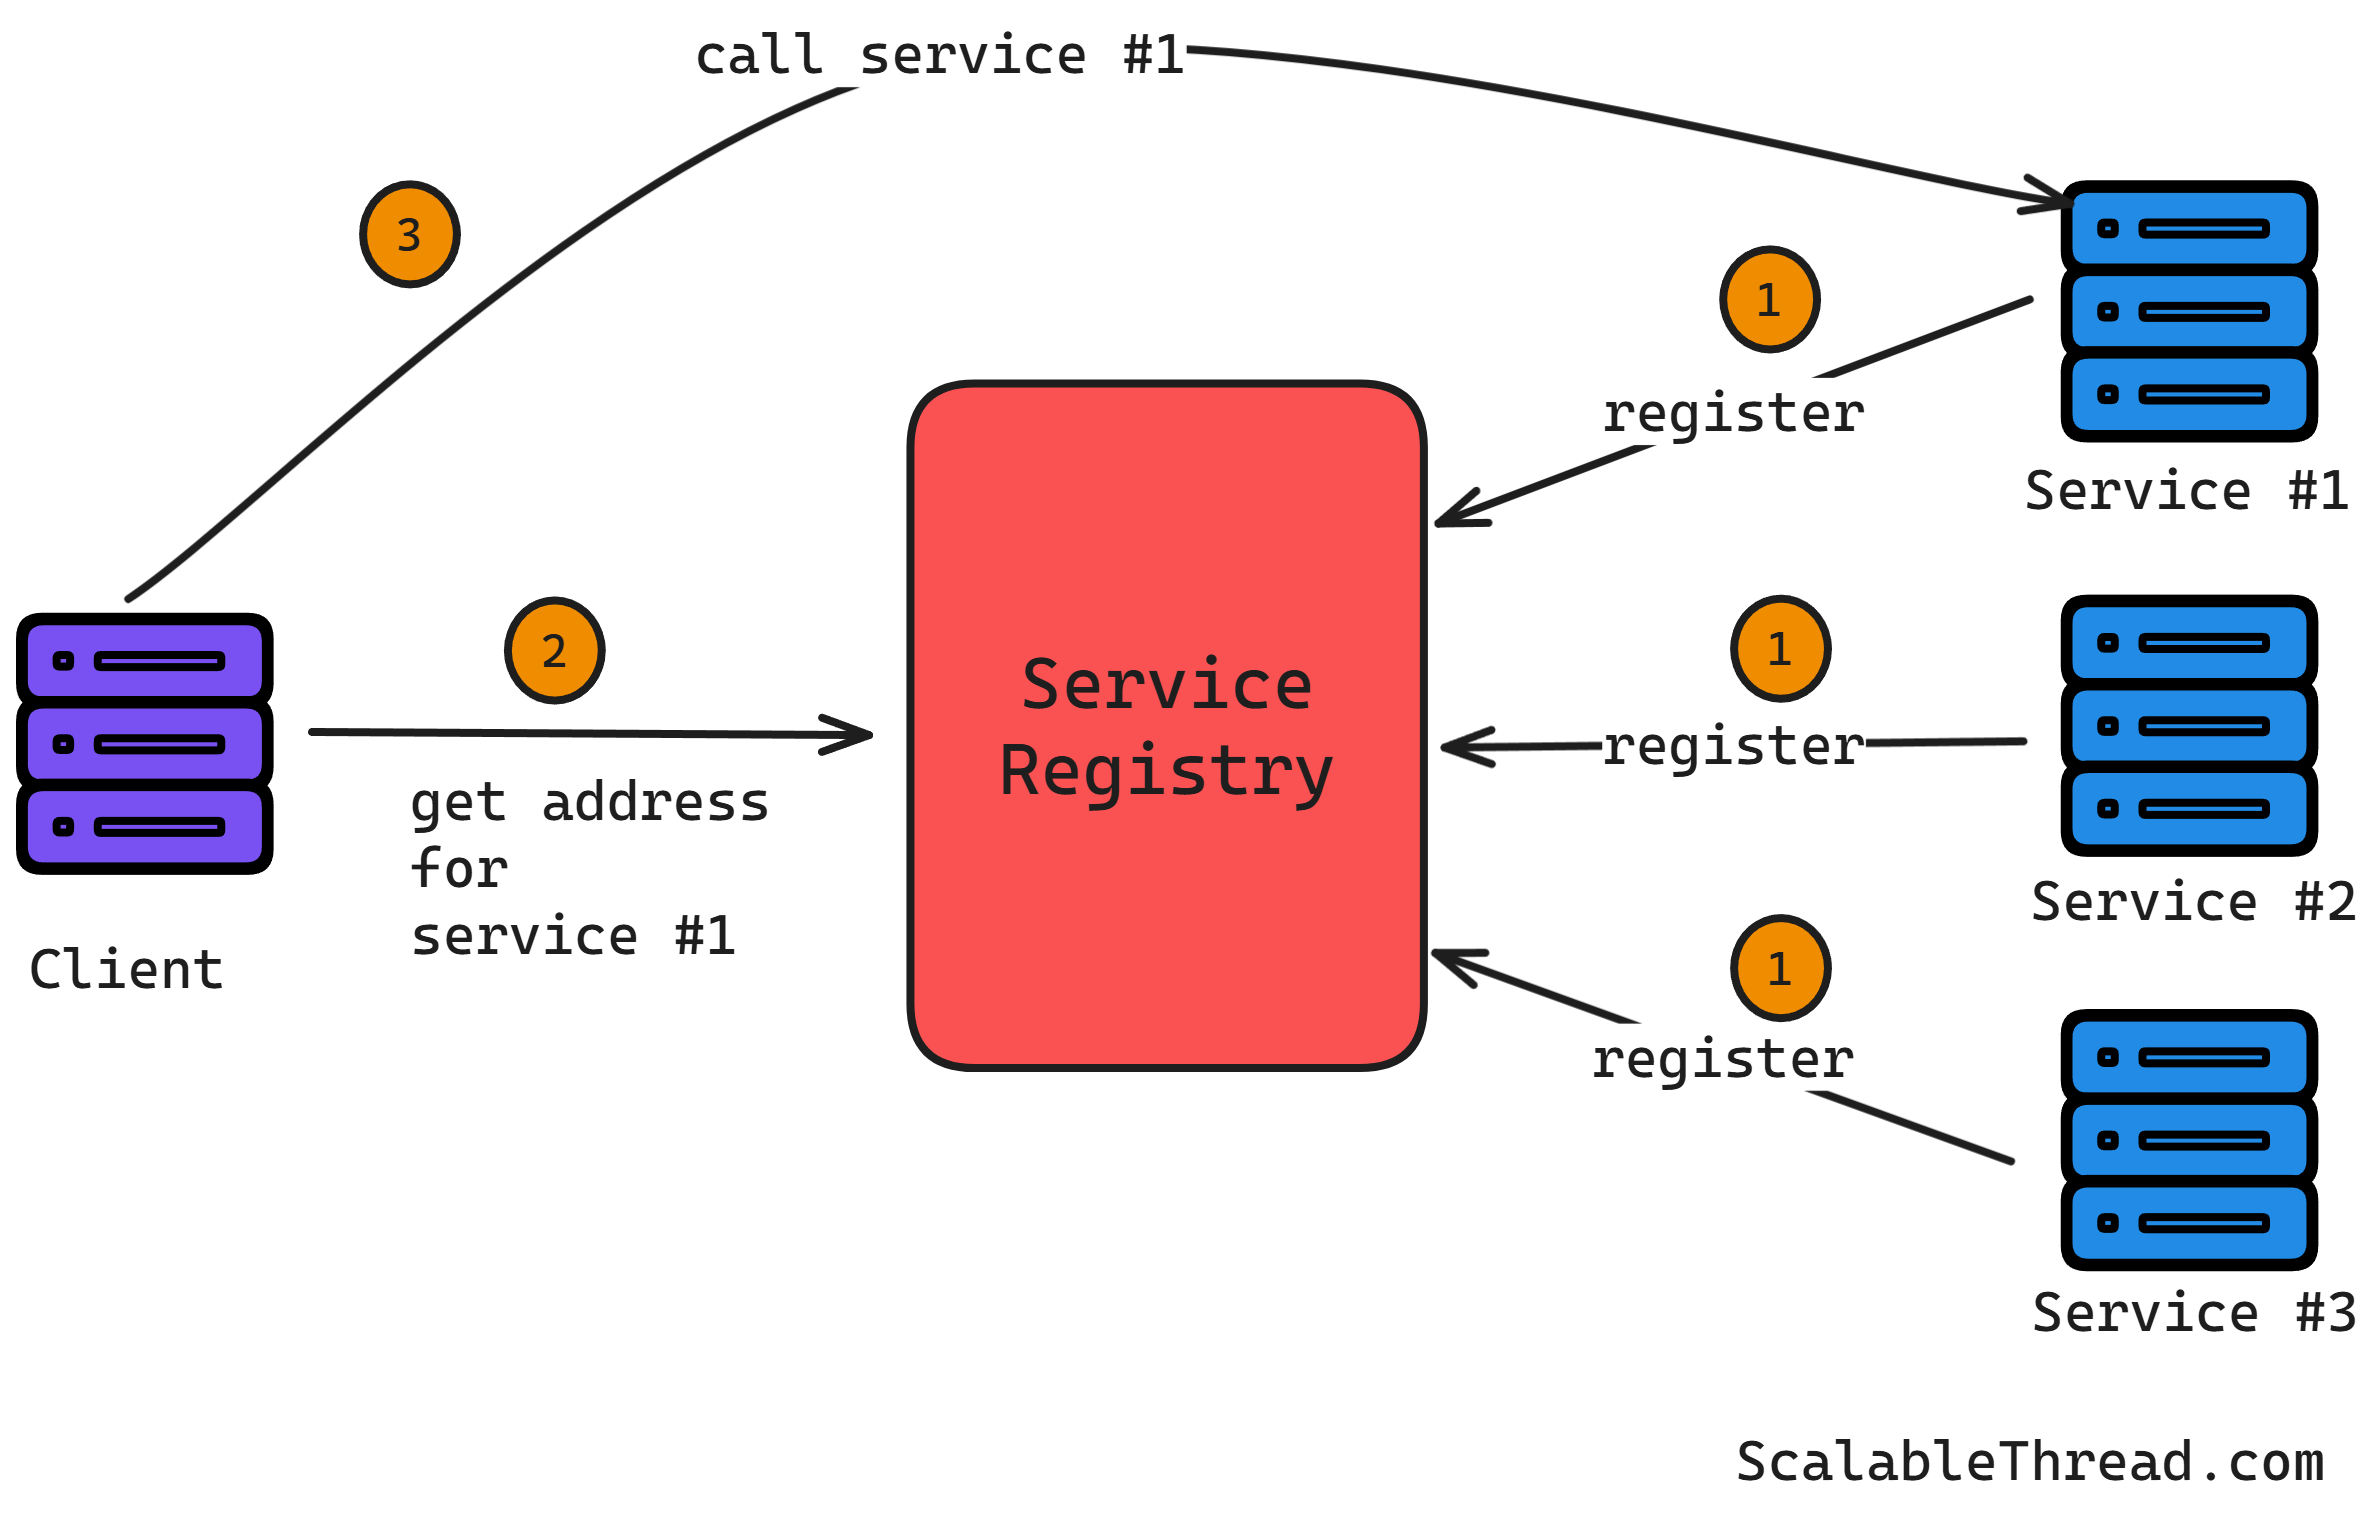 call service #1
3
1
register
Service #1
2
get address
for
service #1
Client
Service
Registry
1
register
Service #2
1
register
Service #3
ScalableThread.com